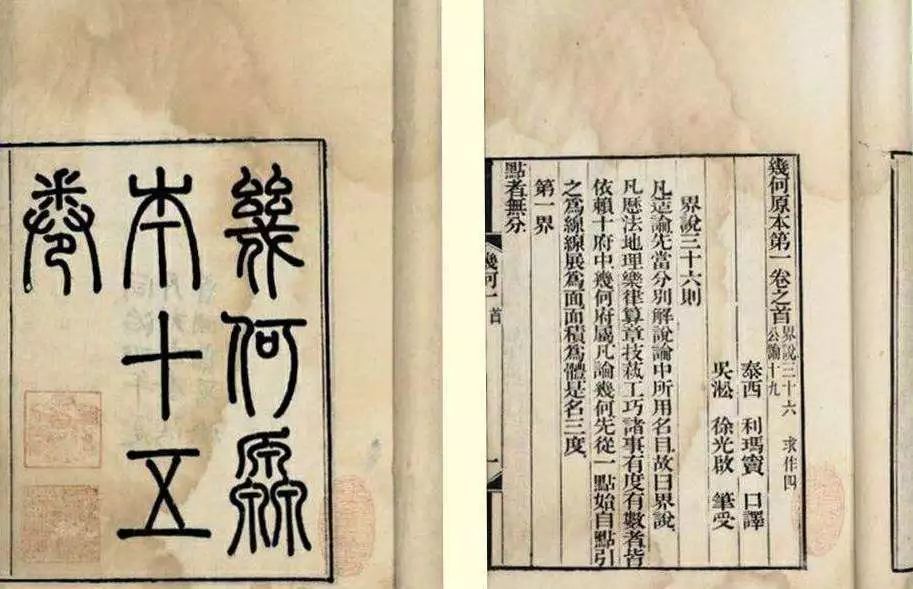 幾何原
本十五
卷
幾何原本第一卷之首 界說三十六 求作四
公論十九
泰西 利瑪竇 口譯
吳淞 徐光啟 筆受
界說三十六則
凡造論先當分別解說論中所用名目故曰界說
凡歷法地理樂律算章技藝工巧諸事有度有數者皆
依賴十府中幾何府屬凡論幾何先從一點始自點引
之為線線展為面面積為體是名三度
第一界
點者無分
幾何一 首